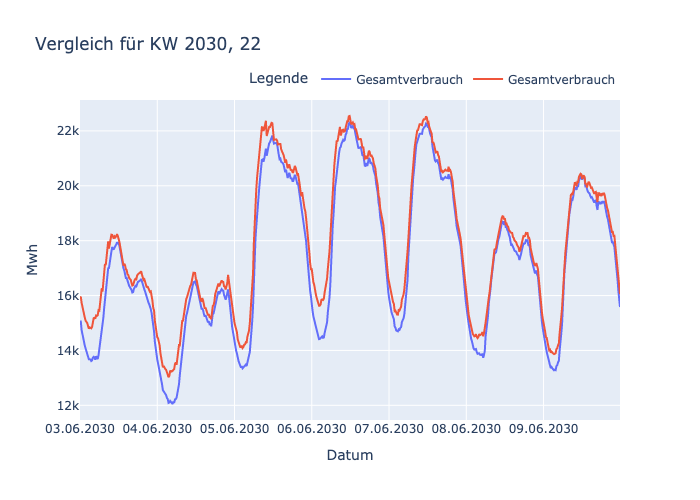 Vergleich für KW 2030, 22
Legende Gesamtverbrauch Gesamtverbrauch
22k
20k
18k
16k
14k
12k
Mwh
03.06.2030 04.06.2030 05.06.2030 06.06.2030 07.06.2030 08.06.2030 09.06.2030
Datum